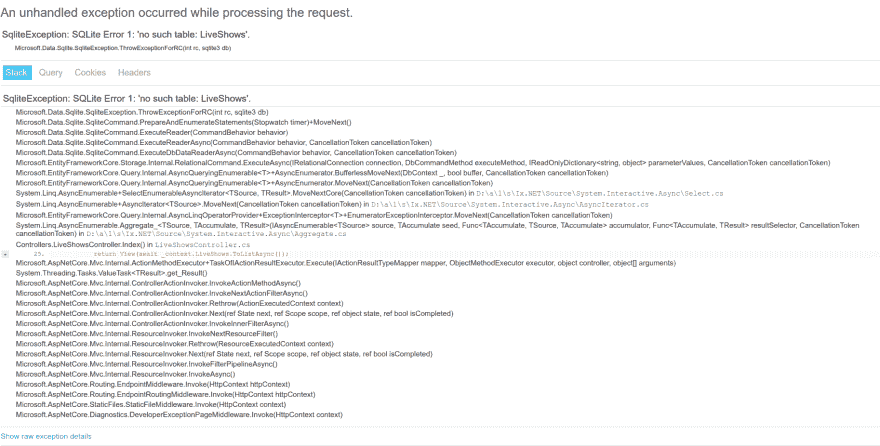 An unhandled exception occurred while processing the request.
SqliteException: SQLite Error 1: 'no such table: LiveShows'.
Microsoft.Data.Sqlite.SqliteException.ThrowExceptionForRC(int rc, sqlite3 db)
Stack Query Cookies Headers
SqliteException: SQLite Error 1: 'no such table: LiveShows'.
Microsoft.Data.Sqlite.SqliteException.ThrowExceptionForRC(int rc, sqlite3 db)
Microsoft.Data.Sqlite.SqliteCommand.PrepareAndEnumerateStatements(Stopwatch timer)+MoveNext()
Microsoft.Data.Sqlite.SqliteCommand.ExecuteReader(CommandBehavior behavior)
Microsoft.Data.Sqlite.SqliteCommand.ExecuteReaderAsync(CommandBehavior behavior, CancellationToken cancellationToken)
Microsoft.Data.Sqlite.SqliteCommand.ExecuteDbDataReaderAsync(CommandBehavior behavior, CancellationToken cancellationToken)
Microsoft.EntityFrameworkCore.Storage.Internal.RelationalCommand.ExecuteAsync(IRelationalConnection connection, DbCommandMethod executeMethod, IReadOnlyDictionary<string, object> parameterValues, CancellationToken cancellationToken)
Microsoft.EntityFrameworkCore.Query.Internal.AsyncQueryingEnumerable<T>+AsyncEnumerator.BufferlessMoveNext(DbContext _, bool buffer, CancellationToken cancellationToken)
Microsoft.EntityFrameworkCore.Query.Internal.AsyncQueryingEnumerable<T>+AsyncEnumerator.MoveNext(CancellationToken cancellationToken)
System.Linq.AsyncEnumerable+SelectEnumerableAsyncIterator<TSource, TResult>.MoveNextCore(CancellationToken cancellationToken) in D:\a\1\s\Ix.NET\Source\System.Interactive.Async\Select.cs
System.Linq.AsyncEnumerable+AsyncIterator<TSource>.MoveNext(CancellationToken cancellationToken) in D:\a\1\s\Ix.NET\Source\System.Interactive.Async\AsyncIterator.cs
Microsoft.EntityFrameworkCore.Query.Internal.AsyncLinqOperatorProvider+ExceptionInterceptor<T>+EnumeratorExceptionInterceptor.MoveNext(CancellationToken cancellationToken)
System.Linq.AsyncEnumerable.Aggregate_<TSource, TAccumulate, TResult>(IAsyncEnumerable<TSource> source, TAccumulate seed, Func<TAccumulate, TSource, TAccumulate> accumulator, Func<TAccumulate, TResult> resultSelector, CancellationToken
cancellationToken) in D:\a\1\s\Ix.NET\Source\System.Interactive.Async\Aggregate.cs
Controllers.LiveShowsController.Index() in LiveShowsController.cs
25. return View(await _context.LiveShows.ToListAsync());
Microsoft.AspNetCore.Mvc.Internal.ActionMethodExecutor+TaskOfIActionResultExecutor.Execute(IActionResultTypeMapper mapper, ObjectMethodExecutor executor, object controller, object[] arguments)
System.Threading.Tasks.ValueTask<TResult>.get_Result()
Microsoft.AspNetCore.Mvc.Internal.ControllerActionInvoker.InvokeActionMethodAsync()
Microsoft.AspNetCore.Mvc.Internal.ControllerActionInvoker.InvokeNextActionFilterAsync()
Microsoft.AspNetCore.Mvc.Internal.ControllerActionInvoker.Rethrow(ActionExecutedContext context)
Microsoft.AspNetCore.Mvc.Internal.ControllerActionInvoker.Next(ref State next, ref Scope scope, ref object state, ref bool isCompleted)
Microsoft.AspNetCore.Mvc.Internal.ControllerActionInvoker.InvokeInnerFilterAsync()
Microsoft.AspNetCore.Mvc.Internal.ResourceInvoker.InvokeNextResourceFilter()
Microsoft.AspNetCore.Mvc.Internal.ResourceInvoker.Rethrow(ResourceExecutedContext context)
Microsoft.AspNetCore.Mvc.Internal.ResourceInvoker.Next(ref State next, ref Scope scope, ref object state, ref bool isCompleted)
Microsoft.AspNetCore.Mvc.Internal.ResourceInvoker.InvokeFilterPipelineAsync()
Microsoft.AspNetCore.Mvc.Internal.ResourceInvoker.InvokeAsync()
Microsoft.AspNetCore.Routing.EndpointMiddleware.Invoke(HttpContext httpContext)
Microsoft.AspNetCore.Routing.EndpointRoutingMiddleware.Invoke(HttpContext httpContext)
Microsoft.AspNetCore.StaticFiles.StaticFileMiddleware.Invoke(HttpContext context)
Microsoft.AspNetCore.Diagnostics.DeveloperExceptionPageMiddleware.Invoke(HttpContext context)
Show raw exception details